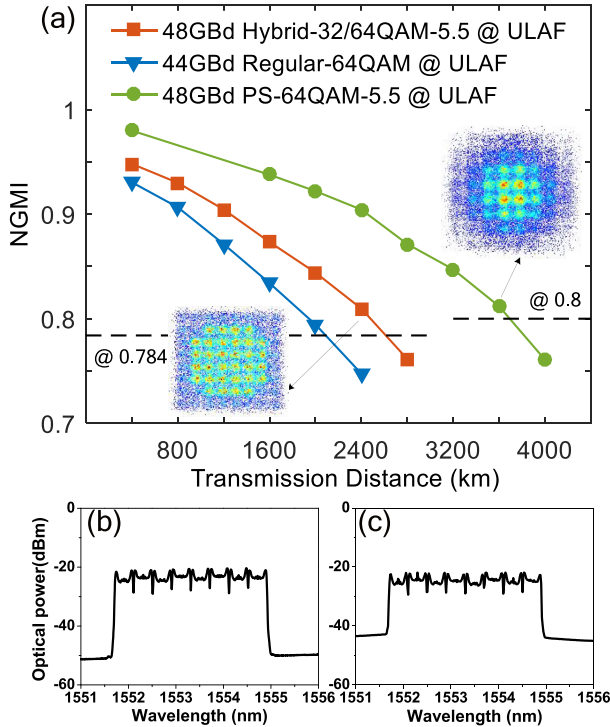 (a)
48GBd Hybrid-32/64QAM-5.5 @ ULAF
44GBd Regular-64QAM @ ULAF
48GBd PS-64QAM-5.5 @ ULAF
1
0.9
0.8
0.7
NGMI
@ 0.8
@ 0.784
800 1600 2400 3200 4000
Transmission Distance (km)
(b)
0
-20
-40
-60
Optical power(dBm)
1551 1552 1553 1554 1555 1556
Wavelength (nm)
(c)
0
-20
-40
-60
1551 1552 1553 1554 1555 1556
Wavelength (nm)